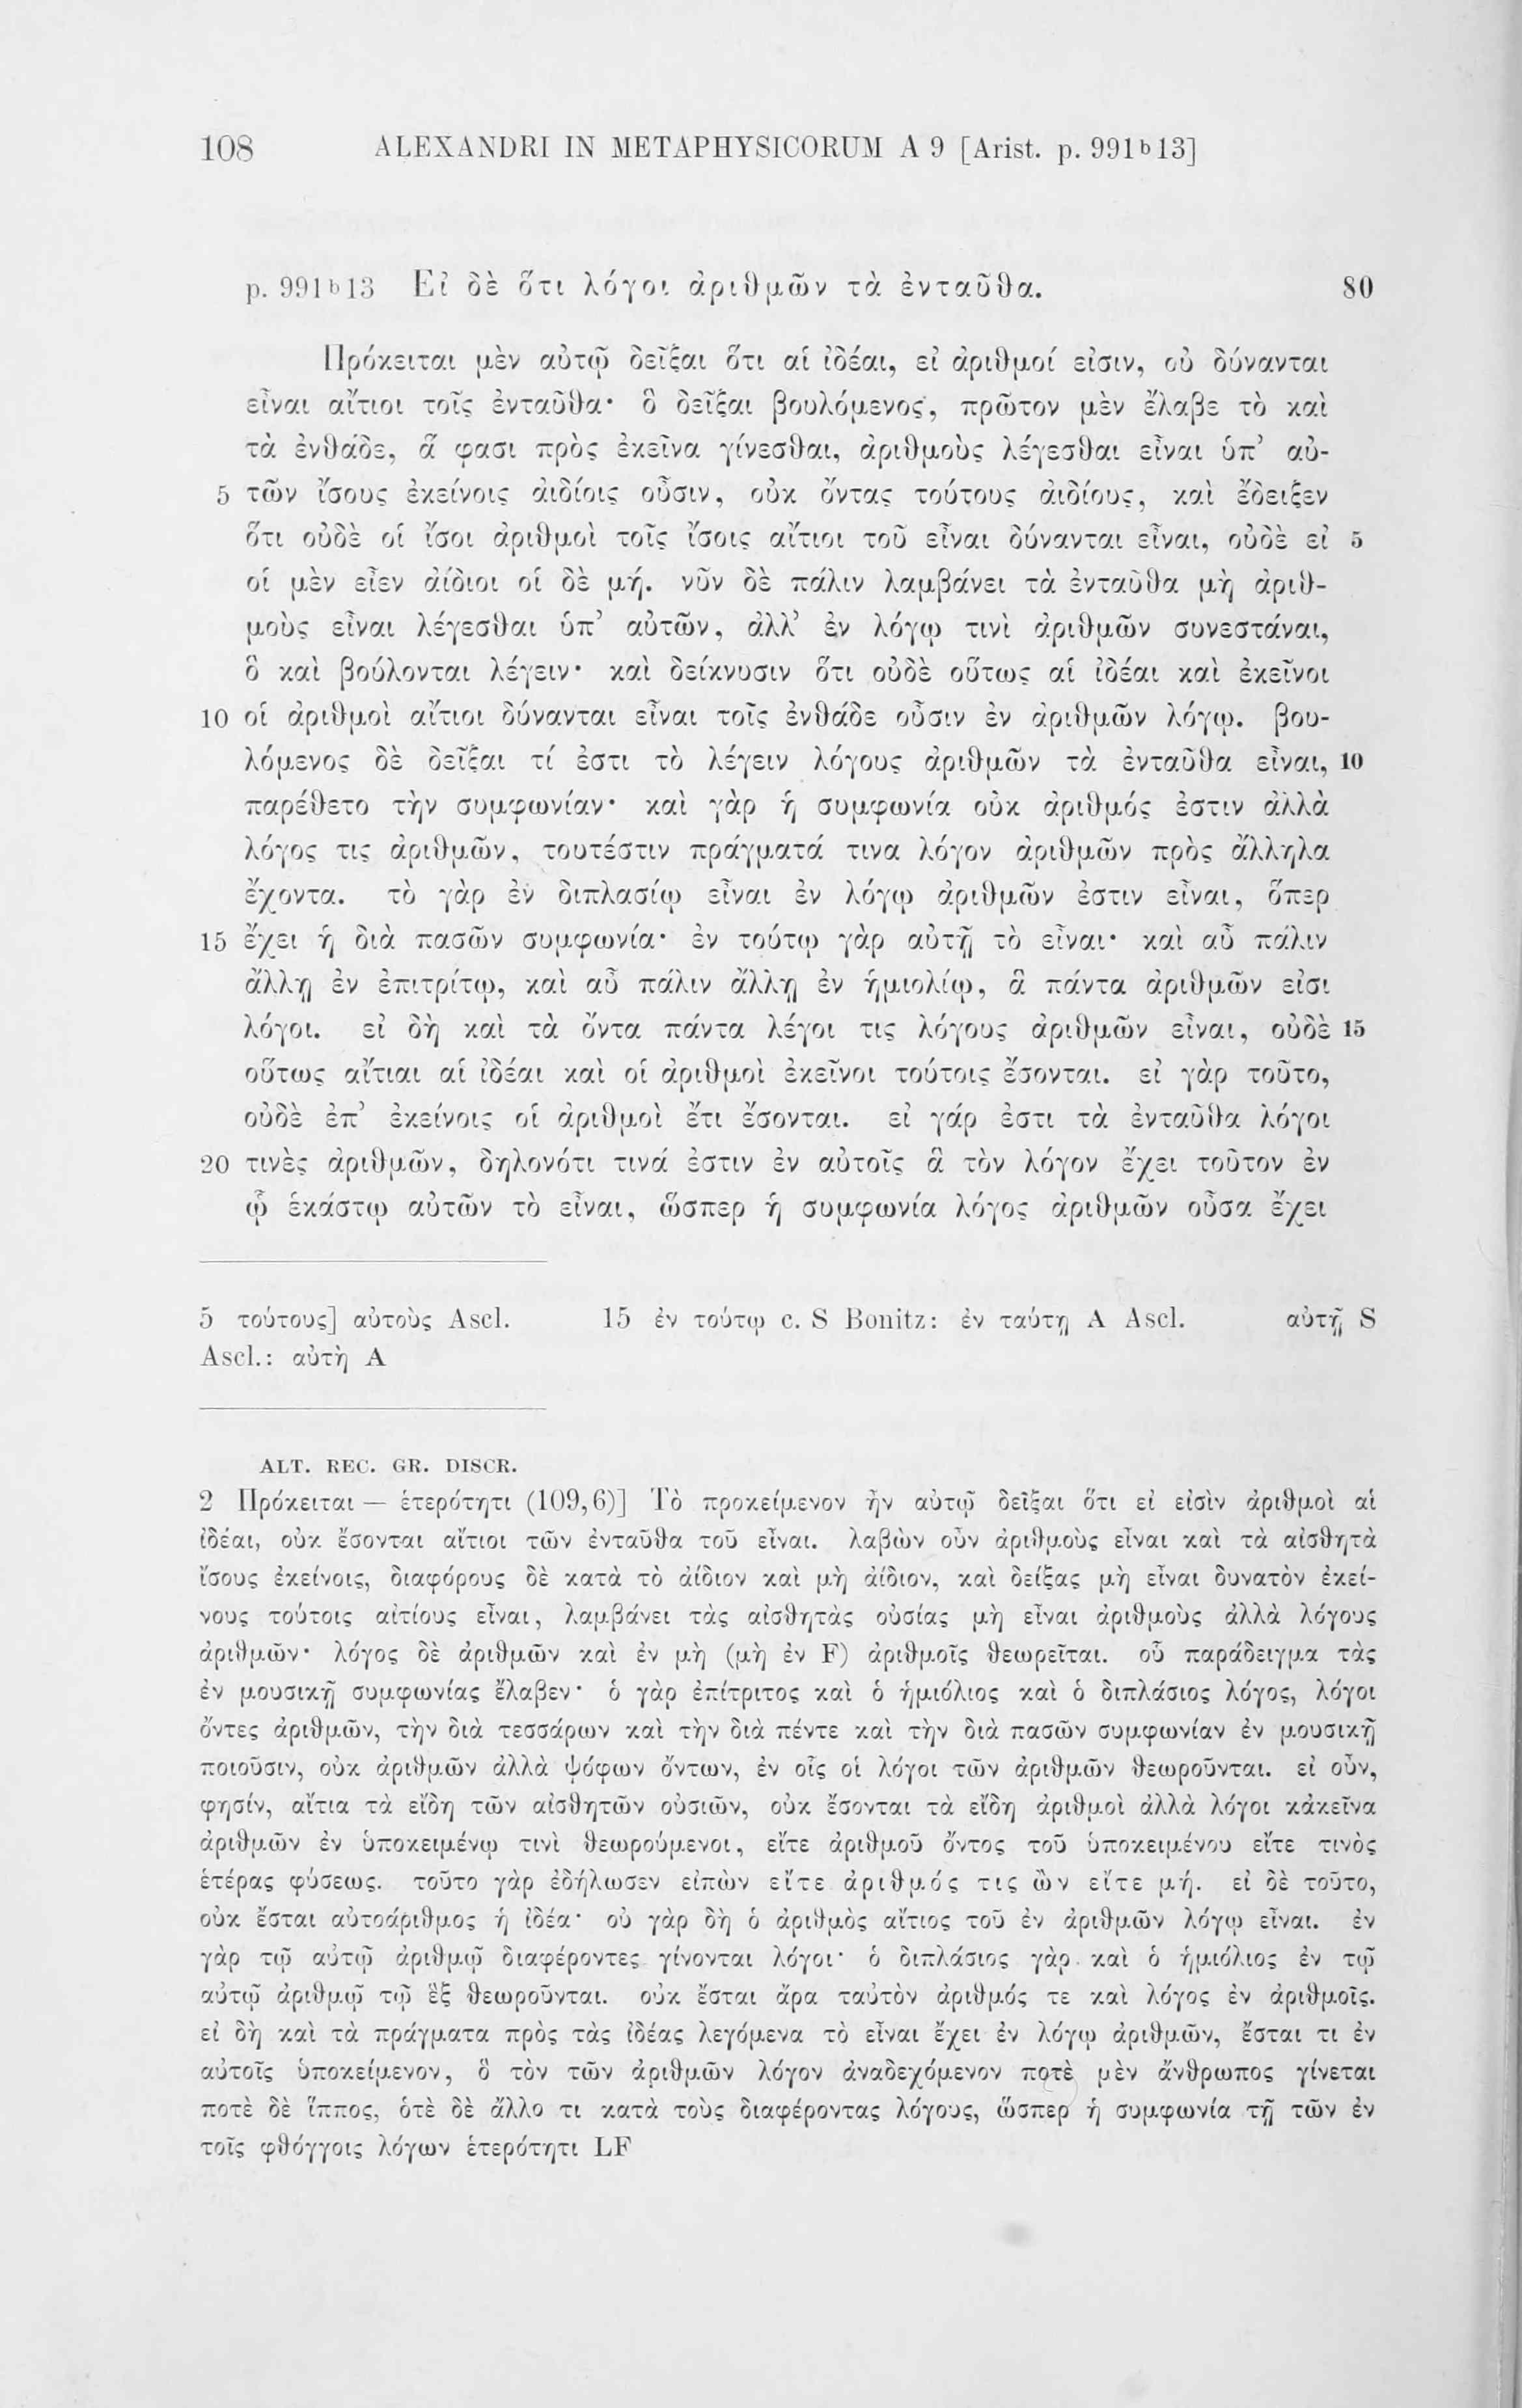 108 ALEXANDRI IN METAPHYSICORUM A 9 [Arist. p. 991ᵇ13]
p. 991ᵇ13 Εἰ δὲ ὅτι λόγοι ἀριθμῶν τὰ ἐνταῦθα. 80
Πρόκειται μὲν αὐτῷ δεῖξαι ὅτι αἱ ἰδέαι, εἰ ἀριθμοί εἰσιν, οὐ δύνανται
εἶναι αἴτιοι τοῖς ἐνταῦθα· ὃ δεῖξαι βουλόμενος, πρῶτον μὲν ἔλαβε τὸ καὶ
τὰ ἐνθάδε, ἅ φασι πρὸς ἐκεῖνα γίνεσθαι, ἀριθμοὺς λέγεσθαι εἶναι ὑπ’ αὐ-
5 τῶν ἴσους ἐκείνοις ἀιδίοις οὖσιν, οὐκ ὄντας τούτους ἀιδίους, καὶ ἔδειξεν
ὅτι οὐδὲ οἱ ἴσοι ἀριθμοὶ τοῖς ἴσοις αἴτιοι τοῦ εἶναι δύνανται εἶναι, οὐδὲ εἰ 5
οἱ μὲν εἶεν ἀίδιοι οἱ δὲ μή. νῦν δὲ πάλιν λαμβάνει τὰ ἐνταῦθα μὴ ἀριθ-
μοὺς εἶναι λέγεσθαι ὑπ’ αὐτῶν, ἀλλ’ ἐν λόγῳ τινὶ ἀριθμῶν συνεστάναι,
ὃ καὶ βούλονται λέγειν· καὶ δείκνυσιν ὅτι οὐδὲ οὕτως αἱ ἰδέαι καὶ ἐκεῖνοι
10 οἱ ἀριθμοὶ αἴτιοι δύνανται εἶναι τοῖς ἐνθάδε οὖσιν ἐν ἀριθμῶν λόγῳ. βου-
λόμενος δὲ δεῖξαι τί ἐστι τὸ λέγειν λόγους ἀριθμῶν τὰ ἐνταῦθα εἶναι, 10
παρέθετο τὴν συμφωνίαν· καὶ γὰρ ἡ συμφωνία οὐκ ἀριθμός ἐστιν ἀλλὰ
λόγος τις ἀριθμῶν, τουτέστιν πράγματά τινα λόγον ἀριθμῶν πρὸς ἄλληλα
ἔχοντα. τὸ γὰρ ἐν διπλασίῳ εἶναι ἐν λόγῳ ἀριθμῶν ἐστιν εἶναι, ὅπερ
15 ἔχει ἡ διὰ πασῶν συμφωνία· ἐν τούτῳ γὰρ αὐτῇ τὸ εἶναι· καὶ αὖ πάλιν
ἄλλη ἐν ἐπιτρίτῳ, καὶ αὖ πάλιν ἄλλη ἐν ἡμιολίῳ, ἃ πάντα ἀριθμῶν εἰσι
λόγοι. εἰ δὴ καὶ τὰ ὄντα πάντα λέγοι τις λόγους ἀριθμῶν εἶναι, οὐδὲ 15
οὕτως αἴτιαι αἱ ἰδέαι καὶ οἱ ἀριθμοὶ ἐκεῖνοι τούτοις ἔσονται. εἰ γὰρ τοῦτο,
οὐδὲ ἐπ’ ἐκείνοις οἱ ἀριθμοὶ ἔτι ἔσονται. εἰ γάρ ἐστι τὰ ἐνταῦθα λόγοι
20 τινὲς ἀριθμῶν, δηλονότι τινά ἐστιν ἐν αὐτοῖς ἃ τὸν λόγον ἔχει τοῦτον ἐν
ᾧ ἑκάστῳ αὐτῶν τὸ εἶναι, ὥσπερ ἡ συμφωνία λόγος ἀριθμῶν οὖσα ἔχει
5 τούτους] αὐτοὺς Ascl. 15 ἐν τούτῳ c. S Bonitz: ἐν ταύτῃ A Ascl. αὐτῇ S
Ascl.: αὐτὴ A
ALT. REC. GR. DISCR.
2 Πρόκειται — ἑτερότητι (109,6)] Τὸ προκείμενον ἦν αὐτῷ δεῖξαι ὅτι εἰ εἰσὶν ἀριθμοὶ αἱ
ἰδέαι, οὐκ ἔσονται αἴτιοι τῶν ἐνταῦθα τοῦ εἶναι. λαβὼν οὖν ἀριθμοὺς εἶναι καὶ τὰ αἰσθητὰ
ἴσους ἐκείνοις, διαφόρους δὲ κατὰ τὸ ἀίδιον καὶ μὴ ἀίδιον, καὶ δείξας μὴ εἶναι δυνατὸν ἐκεί-
νους τούτοις αἰτίους εἶναι, λαμβάνει τὰς αἰσθητὰς οὐσίας μὴ εἶναι ἀριθμοὺς ἀλλὰ λόγους
ἀριθμῶν· λόγος δὲ ἀριθμῶν καὶ ἐν μὴ (μὴ ἐν F) ἀριθμοῖς θεωρεῖται. οὗ παράδειγμα τὰς
ἐν μουσικῇ συμφωνίας ἔλαβεν· ὁ γὰρ ἐπίτριτος καὶ ὁ ἡμιόλιος καὶ ὁ διπλάσιος λόγος, λόγοι
ὄντες ἀριθμῶν, τὴν διὰ τεσσάρων καὶ τὴν διὰ πέντε καὶ τὴν διὰ πασῶν συμφωνίαν ἐν μουσικῇ
ποιοῦσιν, οὐκ ἀριθμῶν ἀλλὰ ψόφων ὄντων, ἐν οἷς οἱ λόγοι τῶν ἀριθμῶν θεωροῦνται. εἰ οὖν,
φησίν, αἴτια τὰ εἴδη τῶν αἰσθητῶν οὐσιῶν, οὐκ ἔσονται τὰ εἴδη ἀριθμοὶ ἀλλὰ λόγοι κἀκεῖνα
ἀριθμῶν ἐν ὑποκειμένῳ τινὶ θεωρούμενοι, εἴτε ἀριθμοῦ ὄντος τοῦ ὑποκειμένου εἴτε τινὸς
ἑτέρας φύσεως. τοῦτο γὰρ ἐδήλωσεν εἰπὼν εἴτε ἀριθμός τις ὢν εἴτε μή. εἰ δὲ τοῦτο,
οὐκ ἔσται αὐτοάριθμος ἡ ἰδέα· οὐ γὰρ δὴ ὁ ἀριθμὸς αἴτιος τοῦ ἐν ἀριθμῶν λόγῳ εἶναι. ἐν
γὰρ τῷ αὐτῷ ἀριθμῷ διαφέροντες γίνονται λόγοι· ὁ διπλάσιος γὰρ καὶ ὁ ἡμιόλιος ἐν τῷ
αὐτῷ ἀριθμῷ τῷ ἓξ θεωροῦνται. οὐκ ἔσται ἄρα ταὐτὸν ἀριθμός τε καὶ λόγος ἐν ἀριθμοῖς.
εἰ δὴ καὶ τὰ πράγματα πρὸς τὰς ἰδέας λεγόμενα τὸ εἶναι ἔχει ἐν λόγῳ ἀριθμῶν, ἔσται τι ἐν
αὐτοῖς ὑποκείμενον, ὃ τὸν τῶν ἀριθμῶν λόγον ἀναδεχόμενον ποτὲ μὲν ἄνθρωπος γίνεται
ποτὲ δὲ ἵππος, ὁτὲ δὲ ἄλλο τι κατὰ τοὺς διαφέροντας λόγους, ὥσπερ ἡ συμφωνία τῇ τῶν ἐν
τοῖς φθόγγοις λόγων ἑτερότητι LF